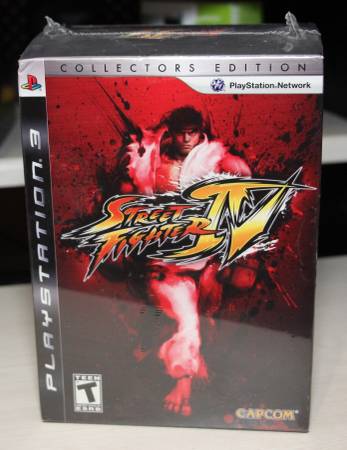 COLLECTORS EDITION
PlayStation Network
PLAYSTATION 3
STREET
FIGHTER IV
TEEN
T
ESRB
CAPCOM